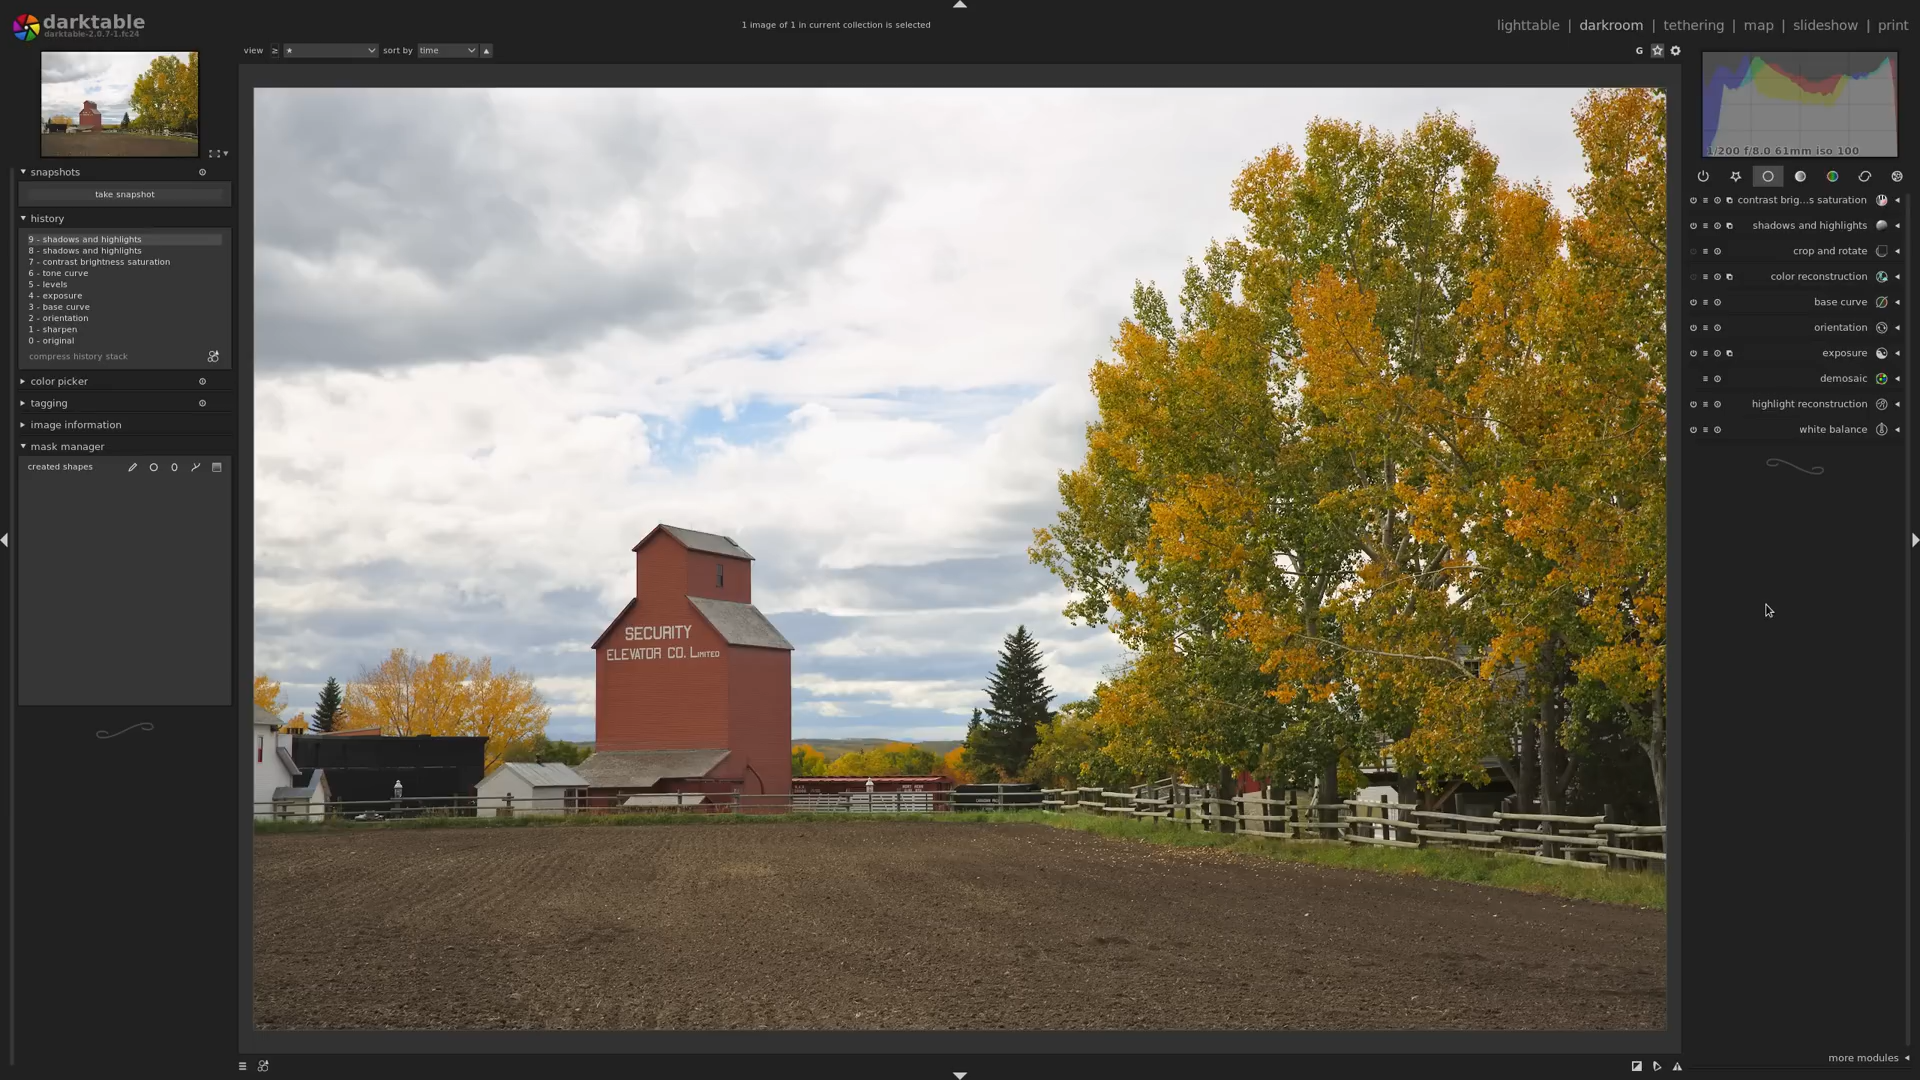 darktable
darktable-2.0.7-1.fc24
1 image of 1 in current collection is selected
lighttable | darkroom | tethering | map | slideshow | print
view ≥ ★ sort by time
G
1/200 f/8.0 61mm iso 100
snapshots
take snapshot
history
9 - shadows and highlights
8 - shadows and highlights
7 - contrast brightness saturation
6 - tone curve
5 - levels
4 - exposure
3 - base curve
2 - orientation
1 - sharpen
0 - original
compress history stack
color picker
tagging
image information
mask manager
created shapes
SECURITY
ELEVATOR CO. LIMITED
contrast brig...s saturation
shadows and highlights
crop and rotate
color reconstruction
base curve
orientation
exposure
demosaic
highlight reconstruction
white balance
more modules